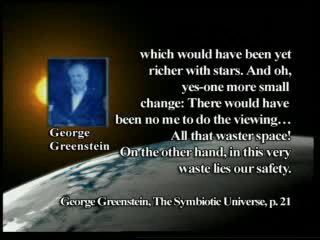 which would have been yet
richer with stars. And oh,
yes-one more small
change: There would have
been no me to do the viewing…
All that waster space!
On the other hand, in this very
waste lies our safety.
George
Greenstein
George Greenstein, The Symbiotic Universe, p. 21